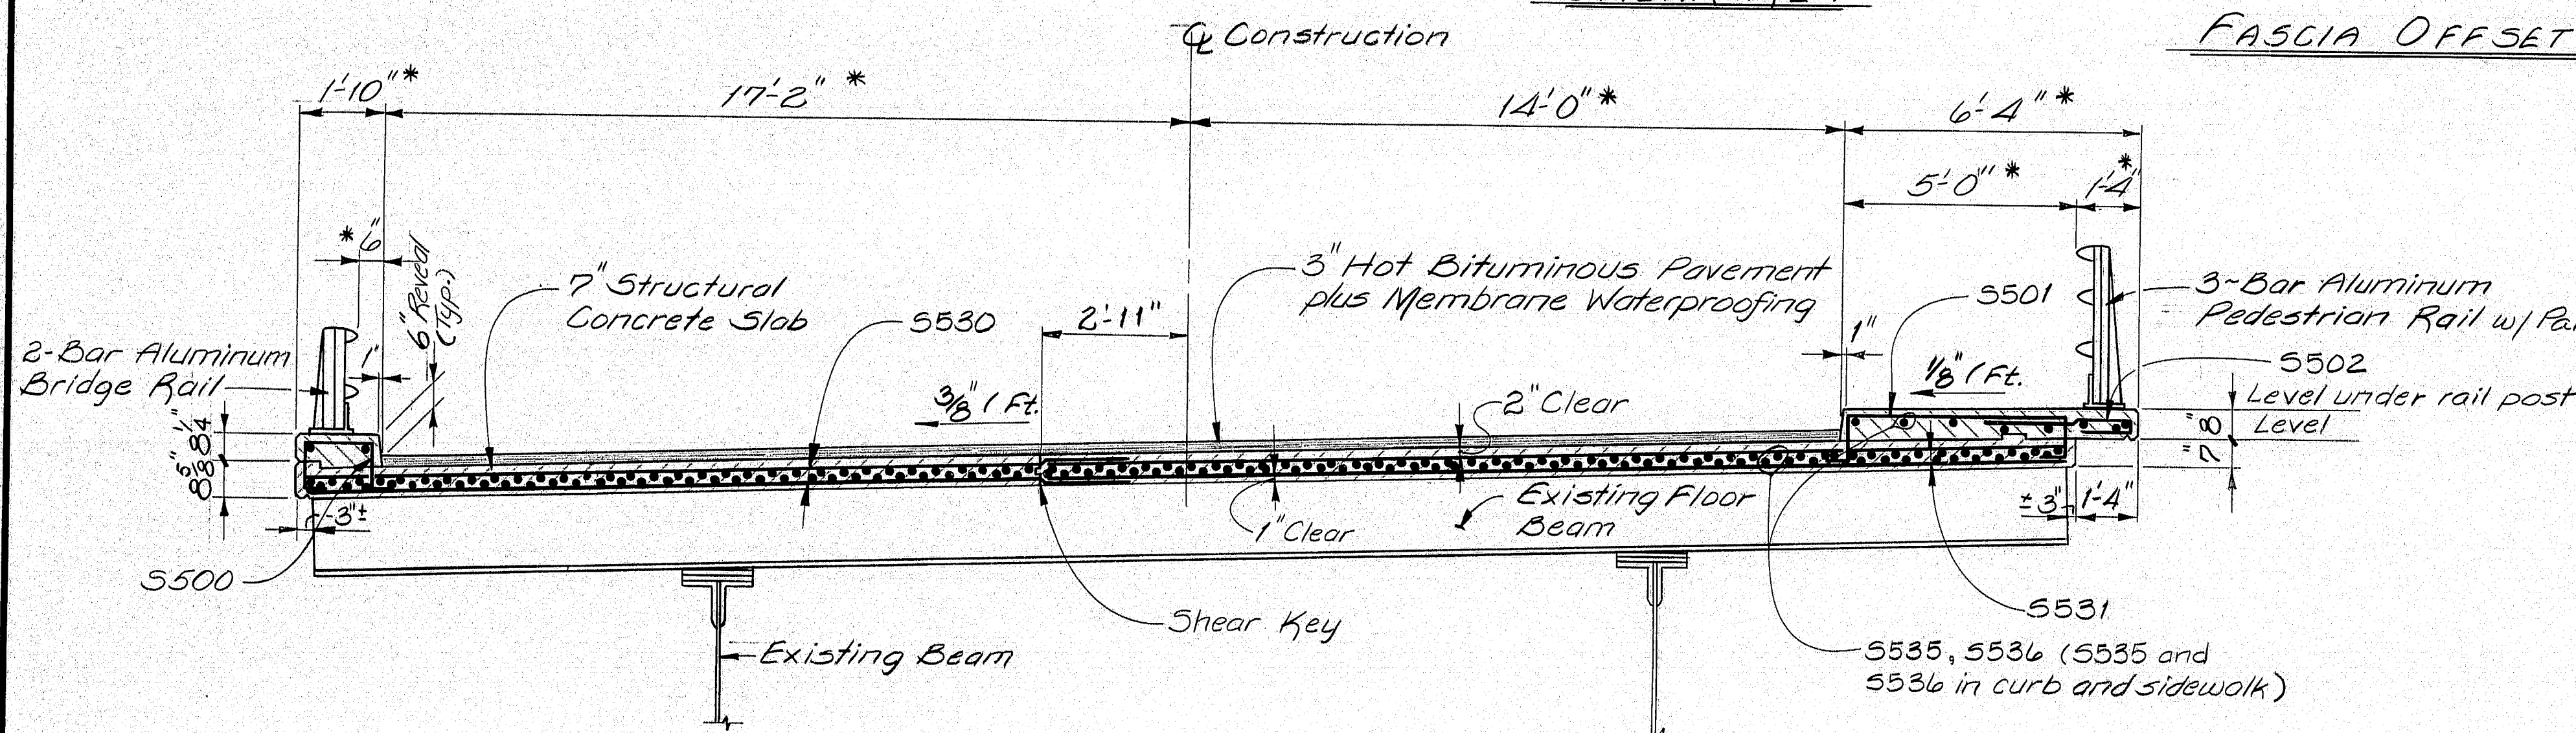 ℄ Construction
FASCIA OFFSET
1'-10" *
17'-2" *
14'-0" *
6'-4" *
5'-0" *
*
1'-4"
* 6"
6" Reveal
(Typ.)
7" Structural
Concrete Slab
S530
2'-11"
3" Hot Bituminous Pavement
plus Membrane Waterproofing
S501
1"
3~Bar Aluminum
Pedestrian Rail w/ Pa
2-Bar Aluminum
Bridge Rail
1"
S502
3/8" / Ft.
2" Clear
1/8" / Ft.
Level under rail post
Level
8"
7"
-3"±
1" Clear
Existing Floor
Beam
±3"
1'-4"
S500
Shear Key
S531
Existing Beam
S535, S536 (S535 and
S536 in curb and sidewolk)